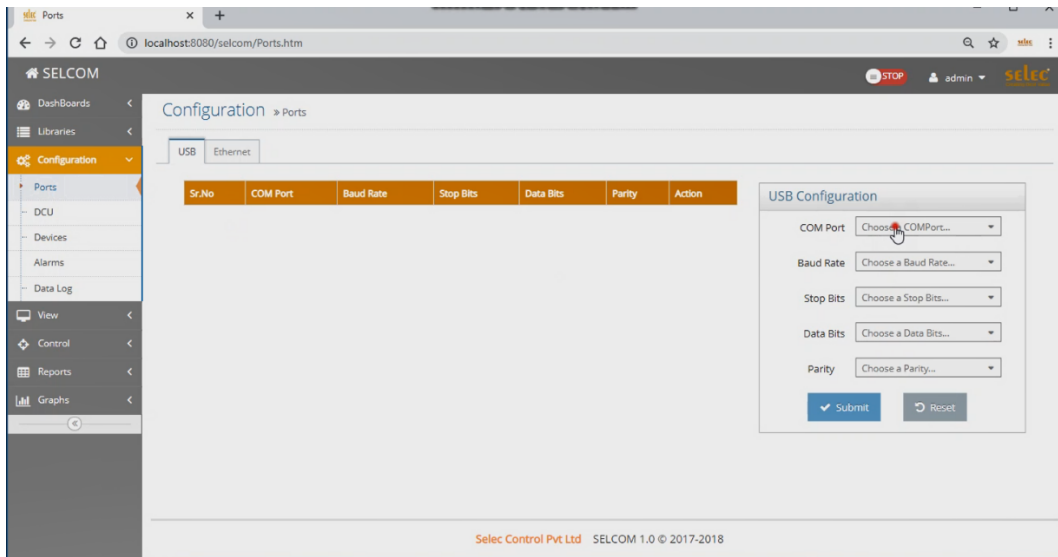 selec Ports
localhost:8080/selcom/Ports.htm
selec
SELCOM
STOP
admin
selec
DashBoards
Configuration » Ports
Libraries
USB Ethernet
Configuration
Ports
Sr.No COM Port Baud Rate Stop Bits Data Bits Parity Action
USB Configuration
DCU
COM Port Choose a COMPort...
Devices
Alarms
Baud Rate Choose a Baud Rate...
Data Log
Stop Bits Choose a Stop Bits...
View
Data Bits Choose a Data Bits...
Control
Reports
Parity Choose a Parity...
Graphs
Submit Reset
Selec Control Pvt Ltd SELCOM 1.0 © 2017-2018